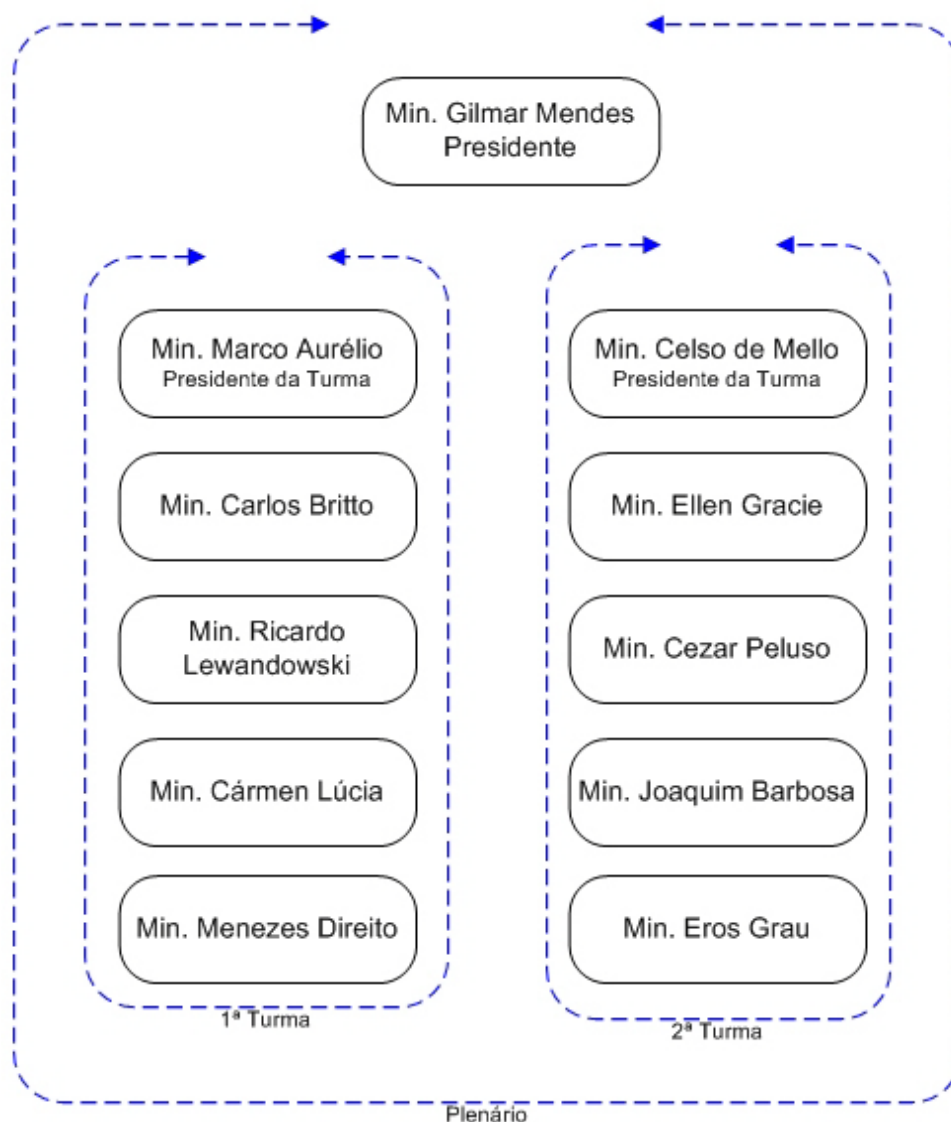 Min. Gilmar Mendes
Presidente
Min. Marco Aurélio
Presidente da Turma
Min. Carlos Britto
Min. Ricardo
Lewandowski
Min. Cármen Lúcia
Min. Menezes Direito
1ª Turma
Min. Celso de Mello
Presidente da Turma
Min. Ellen Gracie
Min. Cezar Peluso
Min. Joaquim Barbosa
Min. Eros Grau
2ª Turma
Plenário